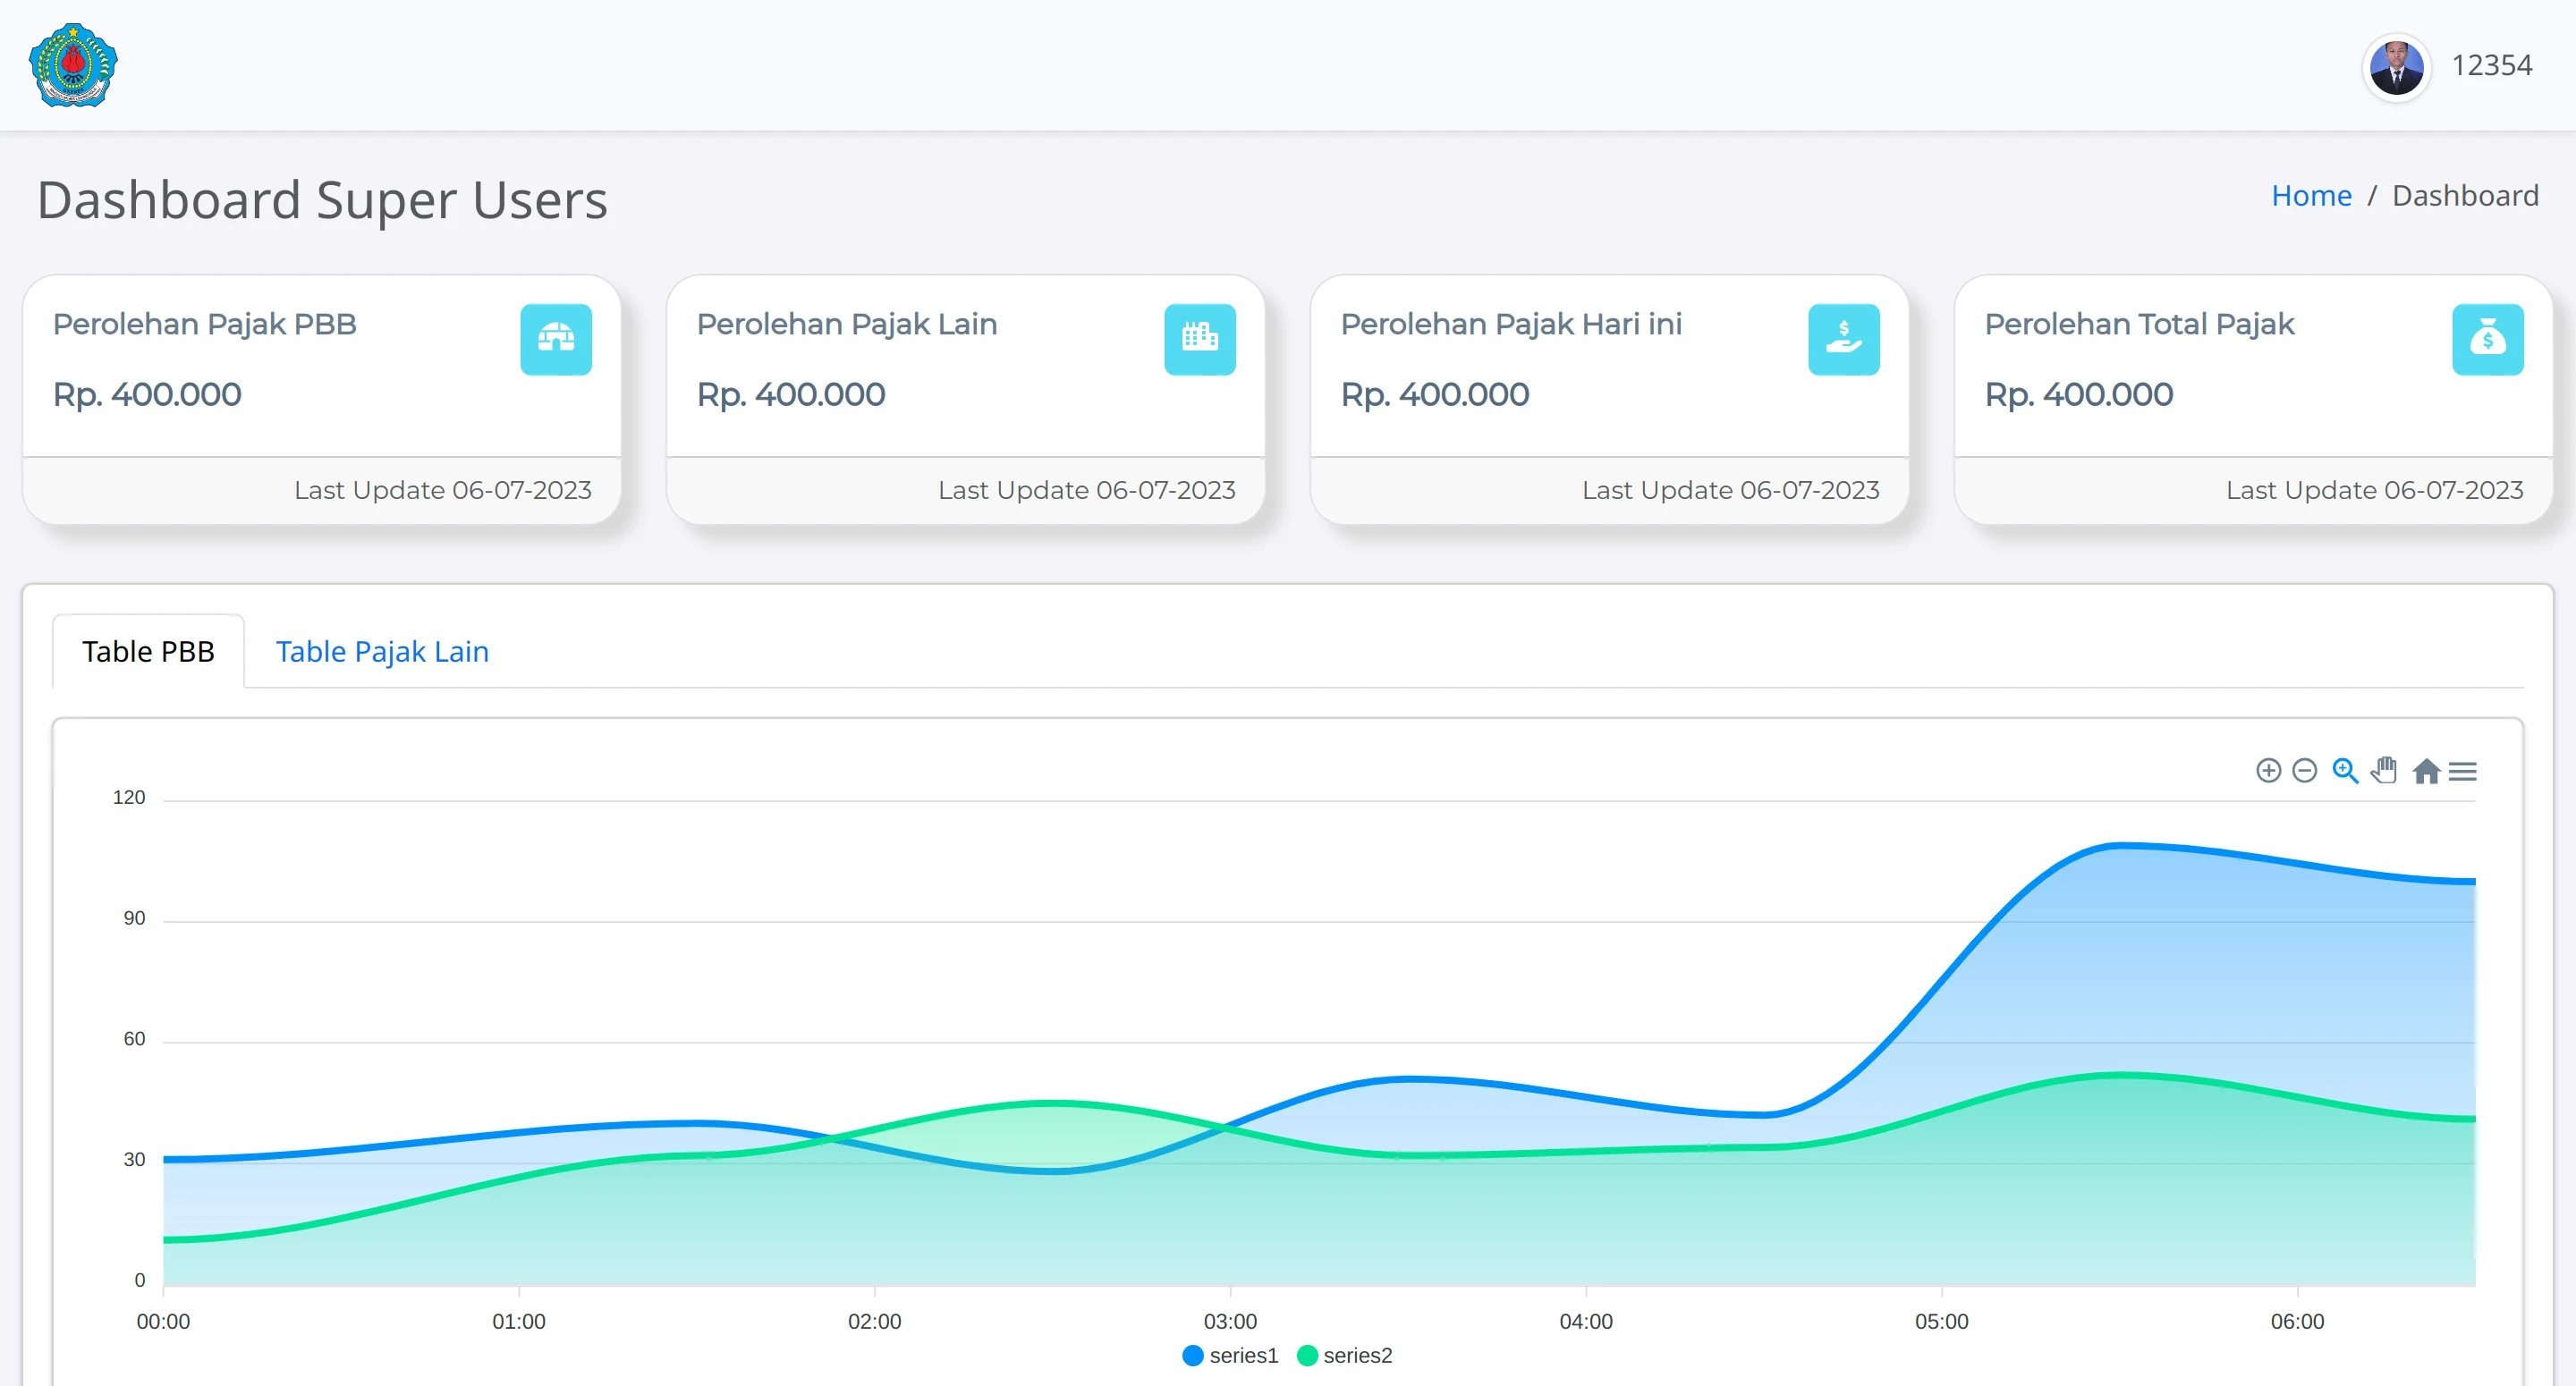 12354
Dashboard Super Users
Home / Dashboard
Perolehan Pajak PBB
Rp. 400.000
Last Update 06-07-2023
Perolehan Pajak Lain
Rp. 400.000
Last Update 06-07-2023
Perolehan Pajak Hari ini
Rp. 400.000
Last Update 06-07-2023
Perolehan Total Pajak
Rp. 400.000
Last Update 06-07-2023
Table PBB
Table Pajak Lain
120
90
60
30
0
00:00
01:00
02:00
03:00
04:00
05:00
06:00
series1
series2